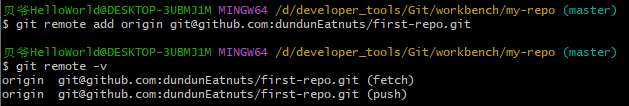 贝爷HelloWorld@DESKTOP-3UBMJ1M MINGW64 /d/developer_tools/Git/workbench/my-repo (master)
$ git remote add origin git@github.com:dundunEatnuts/first-repo.git
贝爷HelloWorld@DESKTOP-3UBMJ1M MINGW64 /d/developer_tools/Git/workbench/my-repo (master)
$ git remote -v
origin  git@github.com:dundunEatnuts/first-repo.git (fetch)
origin  git@github.com:dundunEatnuts/first-repo.git (push)